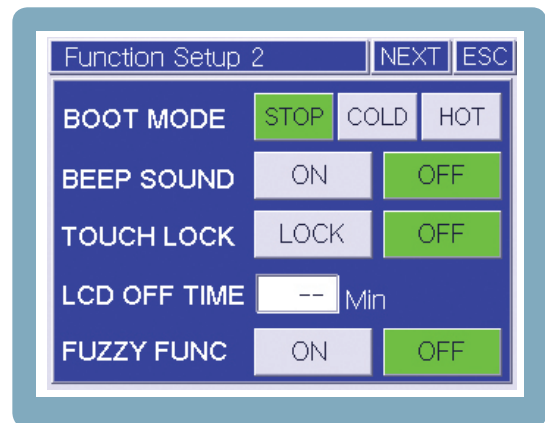 Function Setup 2 NEXT ESC
BOOT MODE STOP COLD HOT
BEEP SOUND ON OFF
TOUCH LOCK LOCK OFF
LCD OFF TIME -- Min
FUZZY FUNC ON OFF